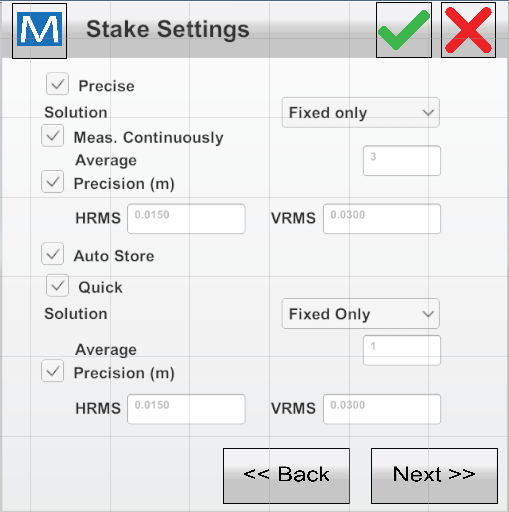 M Stake Settings
Precise
Solution Fixed only
Meas. Continuously
Average 3
Precision (m)
HRMS 0.0150 VRMS 0.0300
Auto Store
Quick
Solution Fixed Only
Average 1
Precision (m)
HRMS 0.0150 VRMS 0.0300
<< Back Next >>